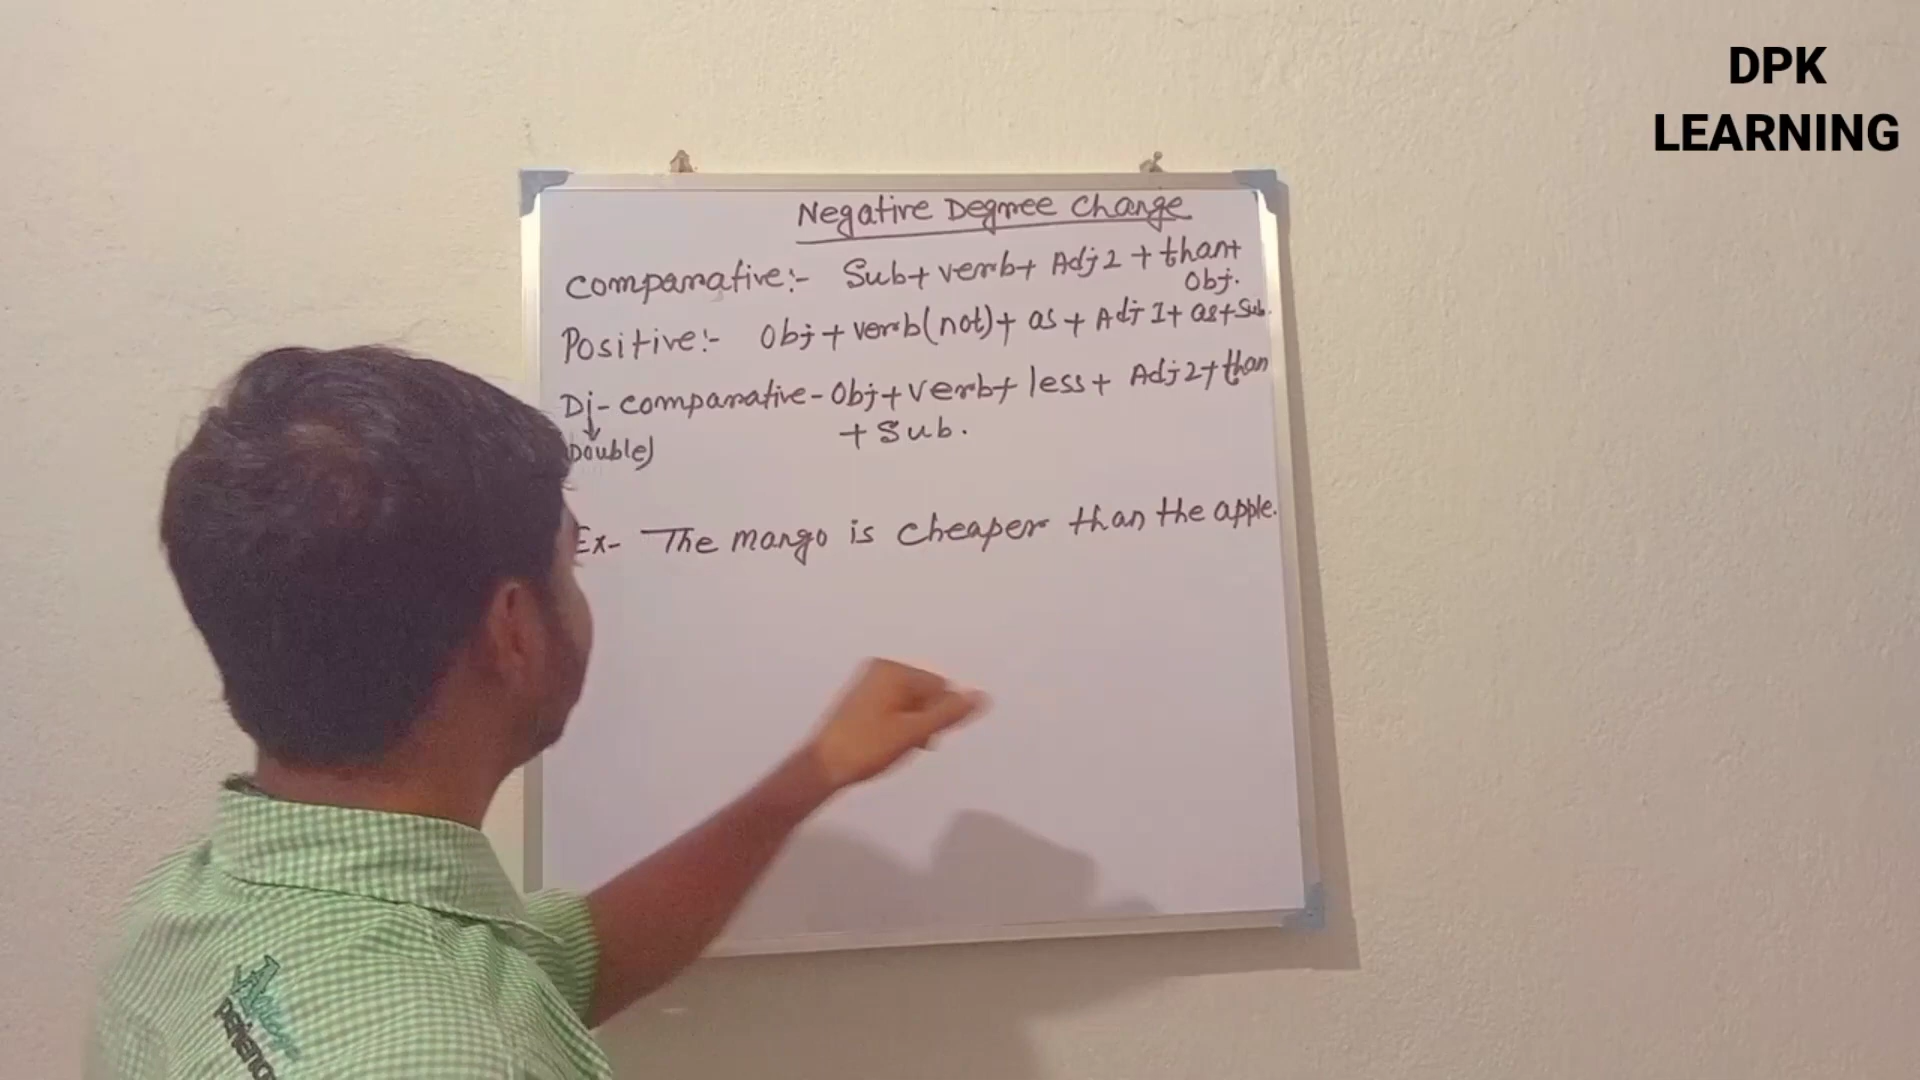 DPK
LEARNING
Negative Degree Change
Comparative:- Sub + verb + Adj 2 + than +
Obj.
Positive:- Obj + verb (not) + as + Adj 1 + as + Sub.
Di - comparative - Obj + verb + less + Adj 2 + than
+ Sub.
Double)
Ex - The mango is cheaper than the apple.